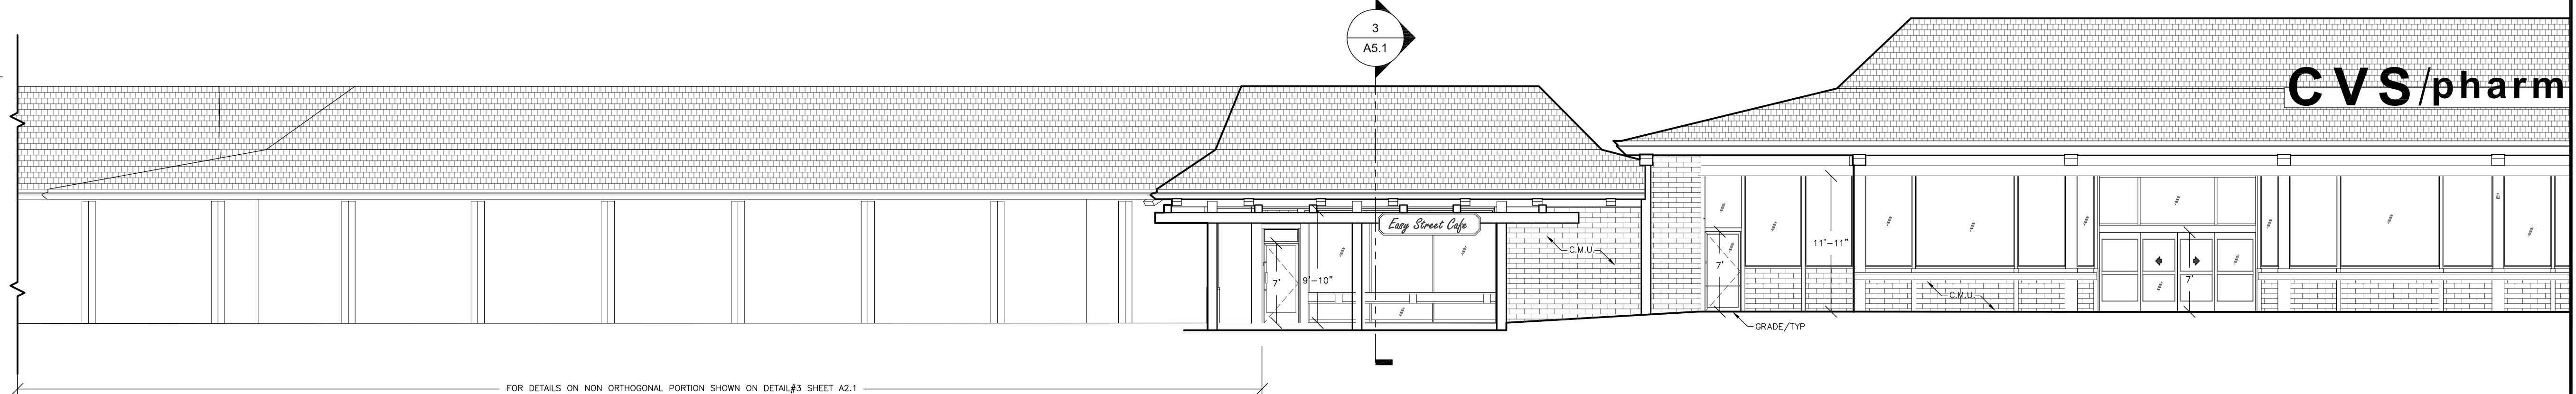 3
A5.1
CVS/pharm
Easy Street Cafe
C.M.U.
11'-11"
7'
7'
9'-10"
7'
C.M.U.
GRADE/TYP
FOR DETAILS ON NON ORTHOGONAL PORTION SHOWN ON DETAIL#3 SHEET A2.1